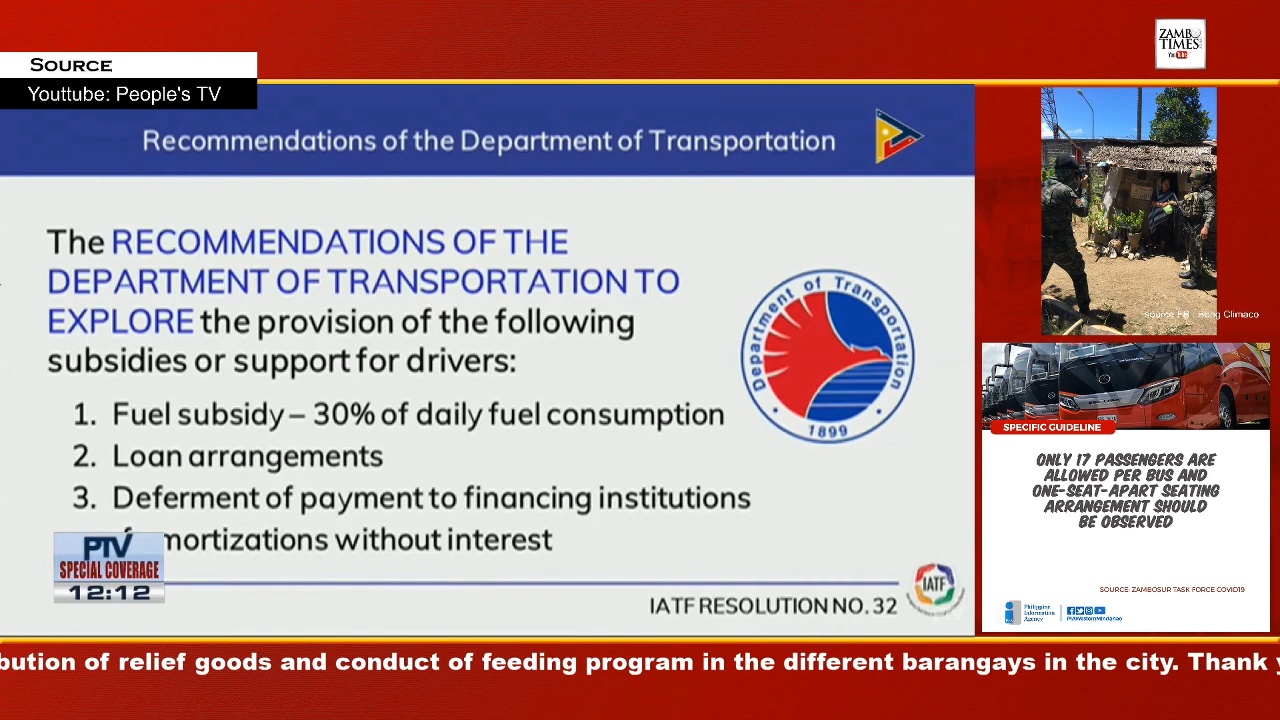 SOURCE
Youttube: People's TV
ZAMBO
TIMES
YouTube
Recommendations of the Department of Transportation
The RECOMMENDATIONS OF THE
DEPARTMENT OF TRANSPORTATION TO
EXPLORE the provision of the following
subsidies or support for drivers:
1. Fuel subsidy – 30% of daily fuel consumption
2. Loan arrangements
3. Deferment of payment to financing institutions
mortizations without interest
Department of Transportation
1899
PTV
SPECIAL COVERAGE
12:12
IATF RESOLUTION NO. 32
IATF
source FB : Beng Climaco
SPECIFIC GUIDELINE
ONLY 17 PASSENGERS ARE
ALLOWED PER BUS AND
ONE-SEAT-APART SEATING
ARRANGEMENT SHOULD
BE OBSERVED
SOURCE: ZAMBOSUR TASK FORCE COVID19
Philippine
Information
Agency
bution of relief goods and conduct of feeding program in the different barangays in the city. Thank y